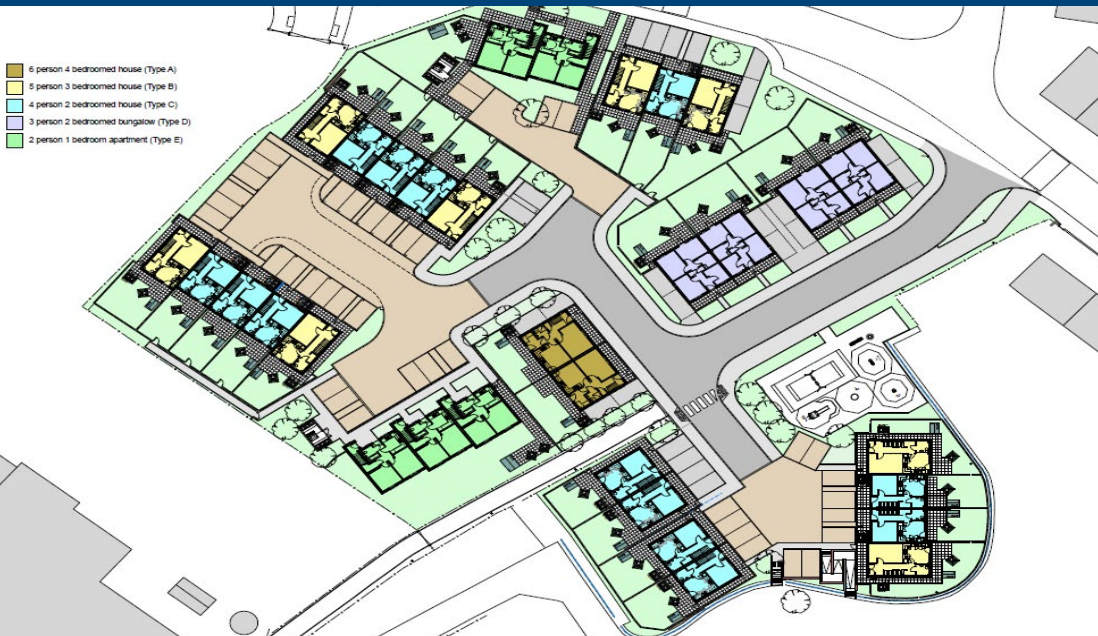 6 person 4 bedroomed house (Type A)
5 person 3 bedroomed house (Type B)
4 person 2 bedroomed house (Type C)
3 person 2 bedroomed bungalow (Type D)
2 person 1 bedroom apartment (Type E)